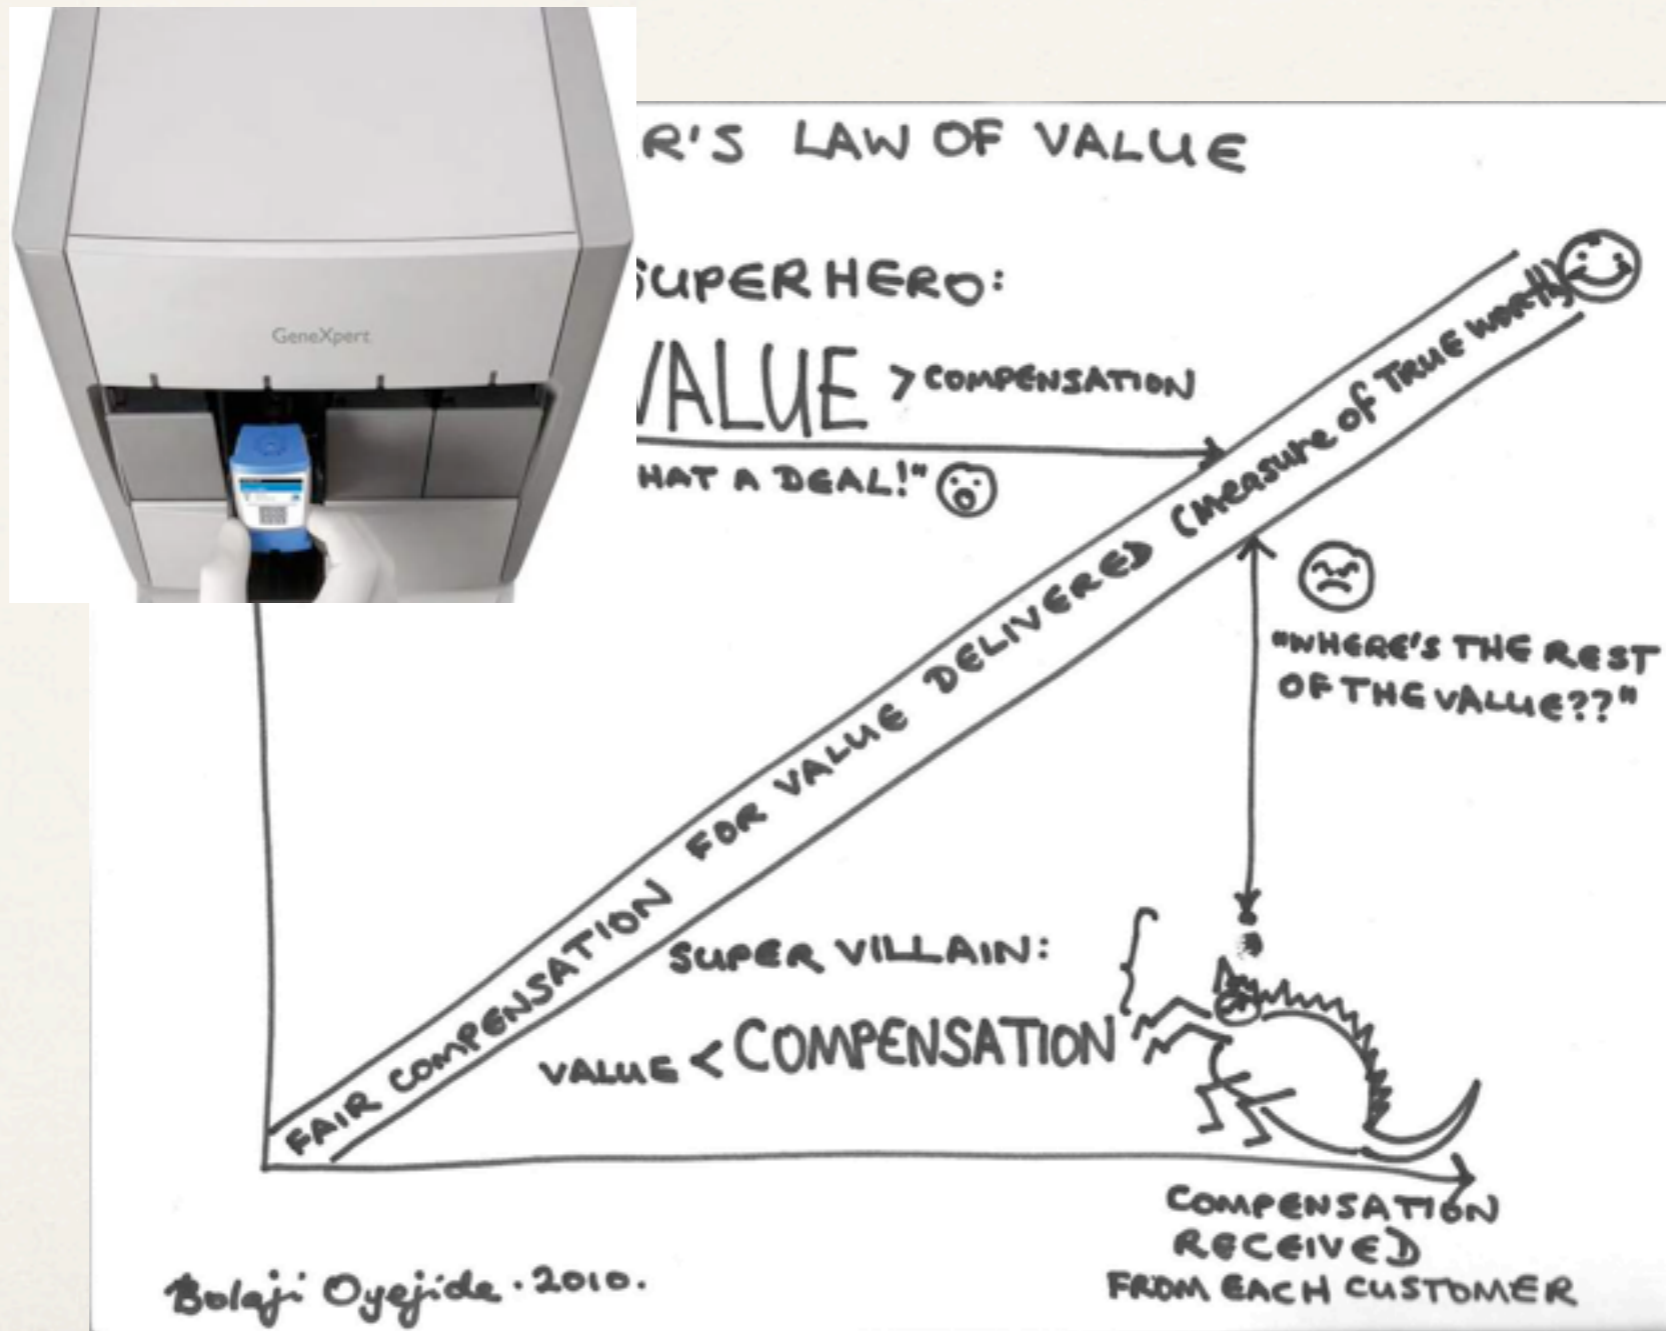 GeneXpert
R'S LAW OF VALUE
SUPERHERO:
VALUE > COMPENSATION
HAT A DEAL!"
FAIR COMPENSATION FOR VALUE DELIVERED (Measure of TRUE worth)
"WHERE'S THE REST
OF THE VALUE??"
SUPER VILLAIN:
VALUE < COMPENSATION
COMPENSATION
RECEIVED
FROM EACH CUSTOMER
Bolaji Oyejide. 2010.